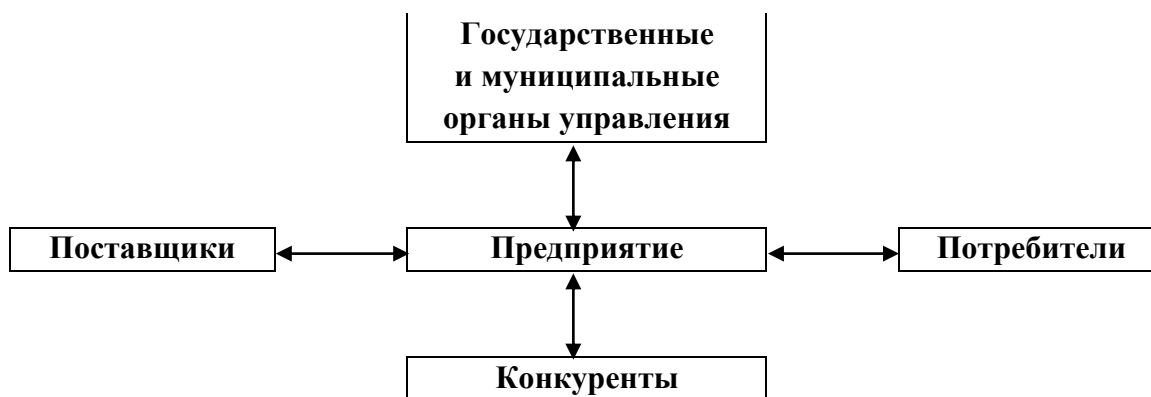 Государственные
и муниципальные
органы управления
Поставщики
Предприятие
Потребители
Конкуренты